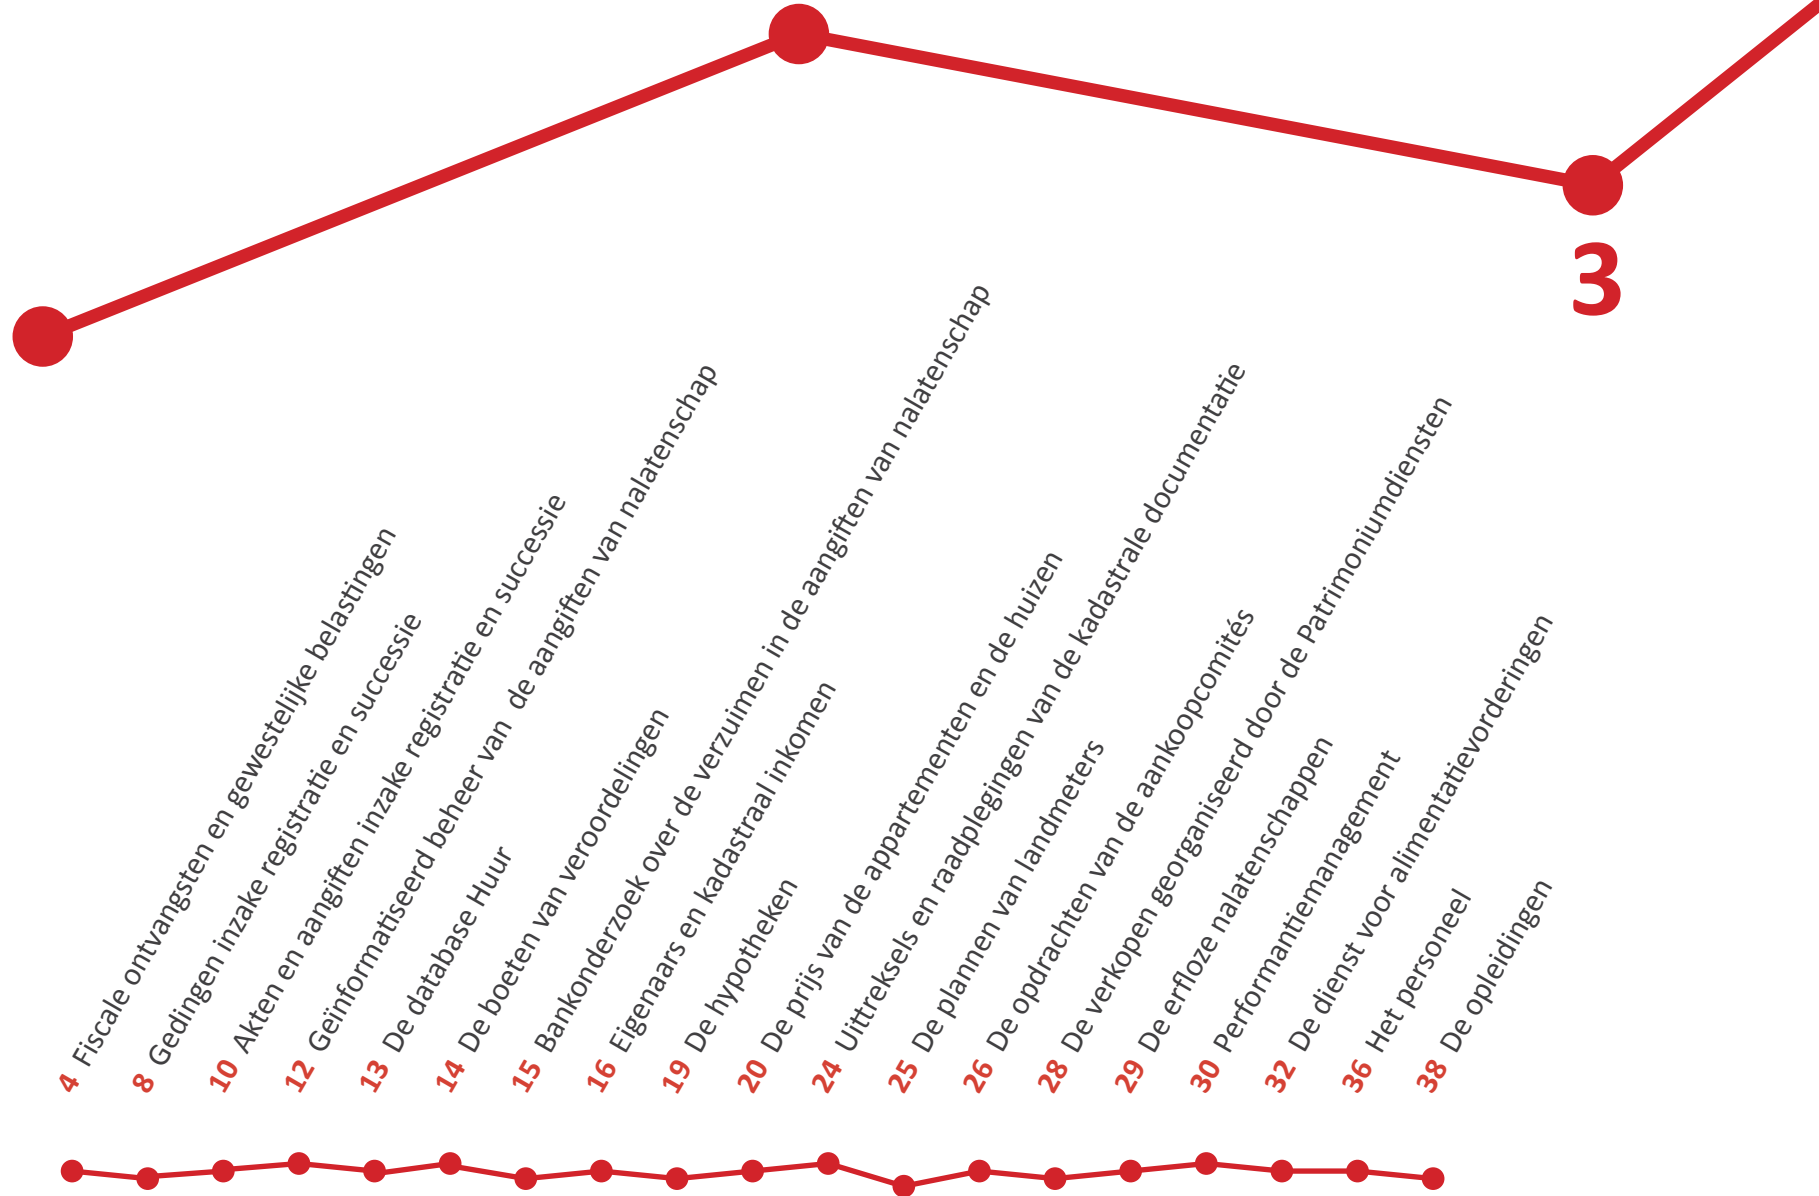 3
4 Fiscale ontvangsten en gewestelijke belastingen
8 Gedingen inzake registratie en successie
10 Akten en aangiften inzake registratie en successie
12 Geïnformatiseerd beheer van de aangiften van nalatenschap
13 De database Huur
14 De boeten van veroordelingen
15 Bankonderzoek over de verzuimen in de aangiften van nalatenschap
16 Eigenaars en kadastraal inkomen
19 De hypotheken
20 De prijs van de appartementen en de huizen
24 Uittreksels en raadplegingen van de kadastrale documentatie
25 De plannen van landmeters
26 De opdrachten van de aankoopcomités
28 De verkopen georganiseerd door de Patrimoniumdiensten
29 De erfloze nalatenschappen
30 Performantiemanagement
32 De dienst voor alimentatievorderingen
36 Het personeel
38 De opleidingen